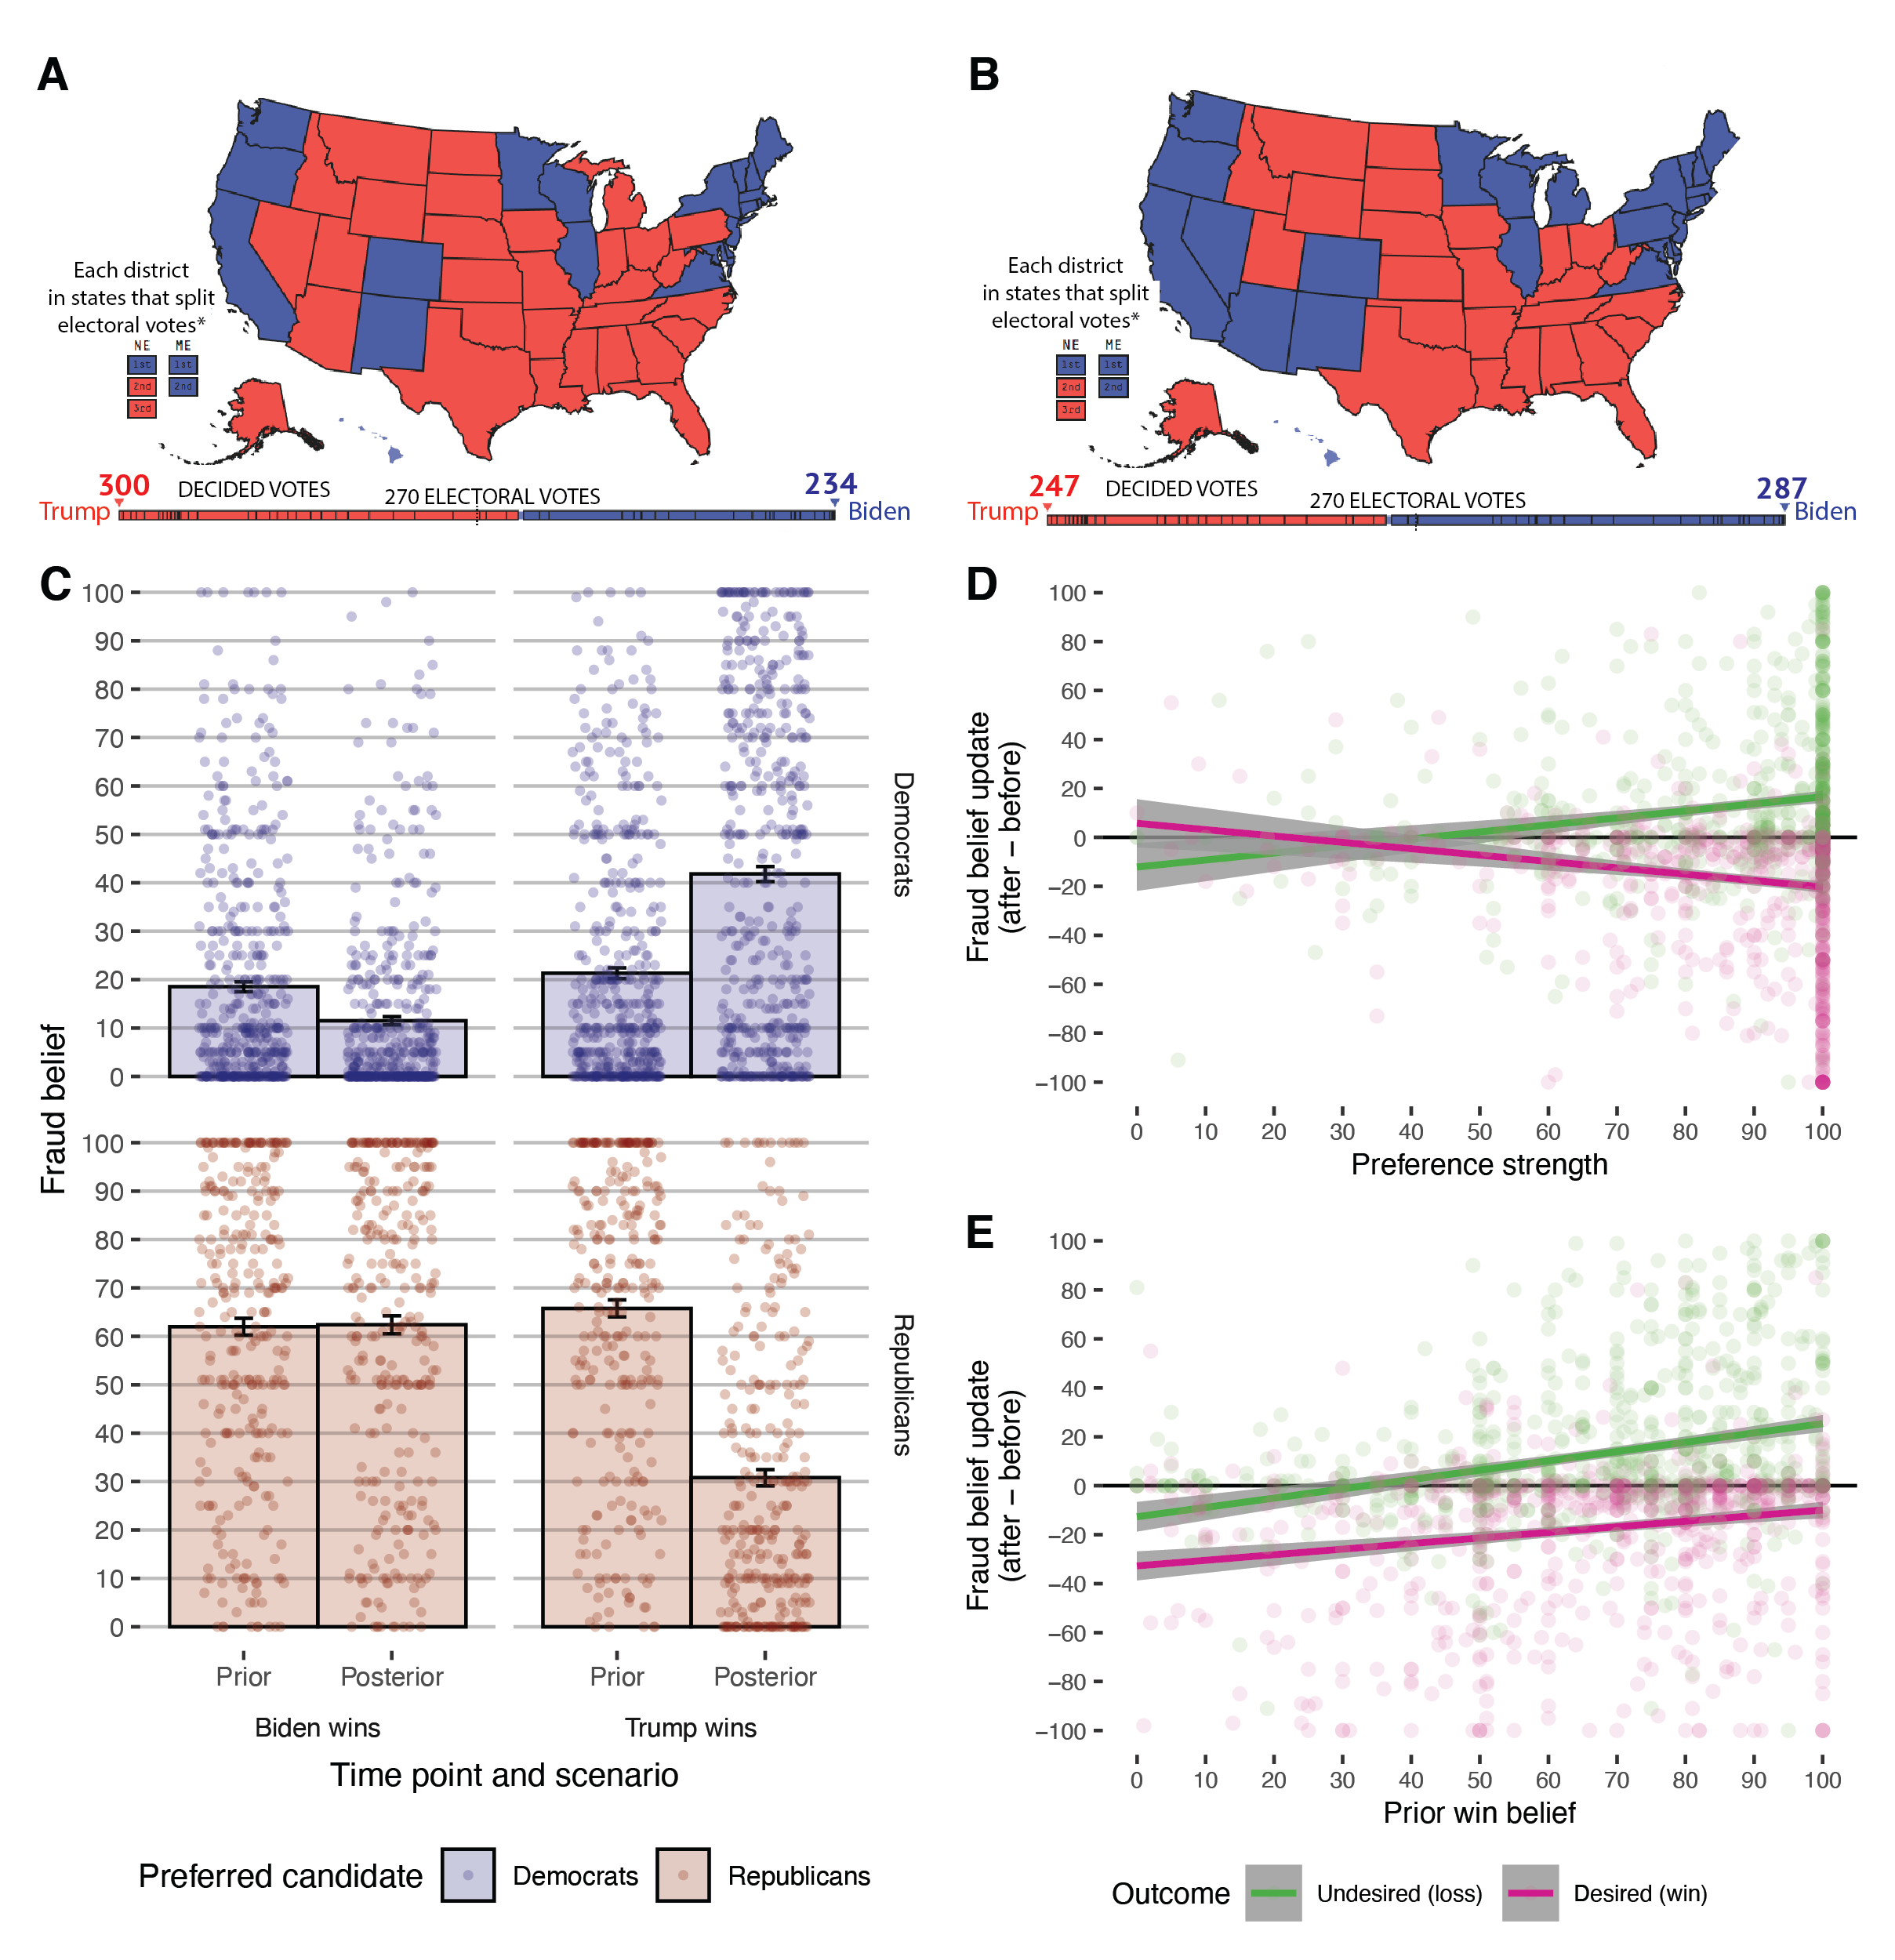 A
Each district
in states that split
electoral votes*
NE ME
1st 1st
2nd 2nd
3rd
300 DECIDED VOTES 270 ELECTORAL VOTES 234
Trump Biden
B
Each district
in states that split
electoral votes*
NE ME
1st 1st
2nd 2nd
3rd
247 DECIDED VOTES 270 ELECTORAL VOTES 287
Trump Biden
C
Fraud belief
100
90
80
70
60
50
40
30
20
10
0
Democrats
100
90
80
70
60
50
40
30
20
10
0
Republicans
Prior Posterior Prior Posterior
Biden wins Trump wins
Time point and scenario
Preferred candidate Democrats Republicans
D
Fraud belief update
(after − before)
100
80
60
40
20
0
−20
−40
−60
−80
−100
0 10 20 30 40 50 60 70 80 90 100
Preference strength
E
Fraud belief update
(after − before)
100
80
60
40
20
0
−20
−40
−60
−80
−100
0 10 20 30 40 50 60 70 80 90 100
Prior win belief
Outcome Undesired (loss) Desired (win)